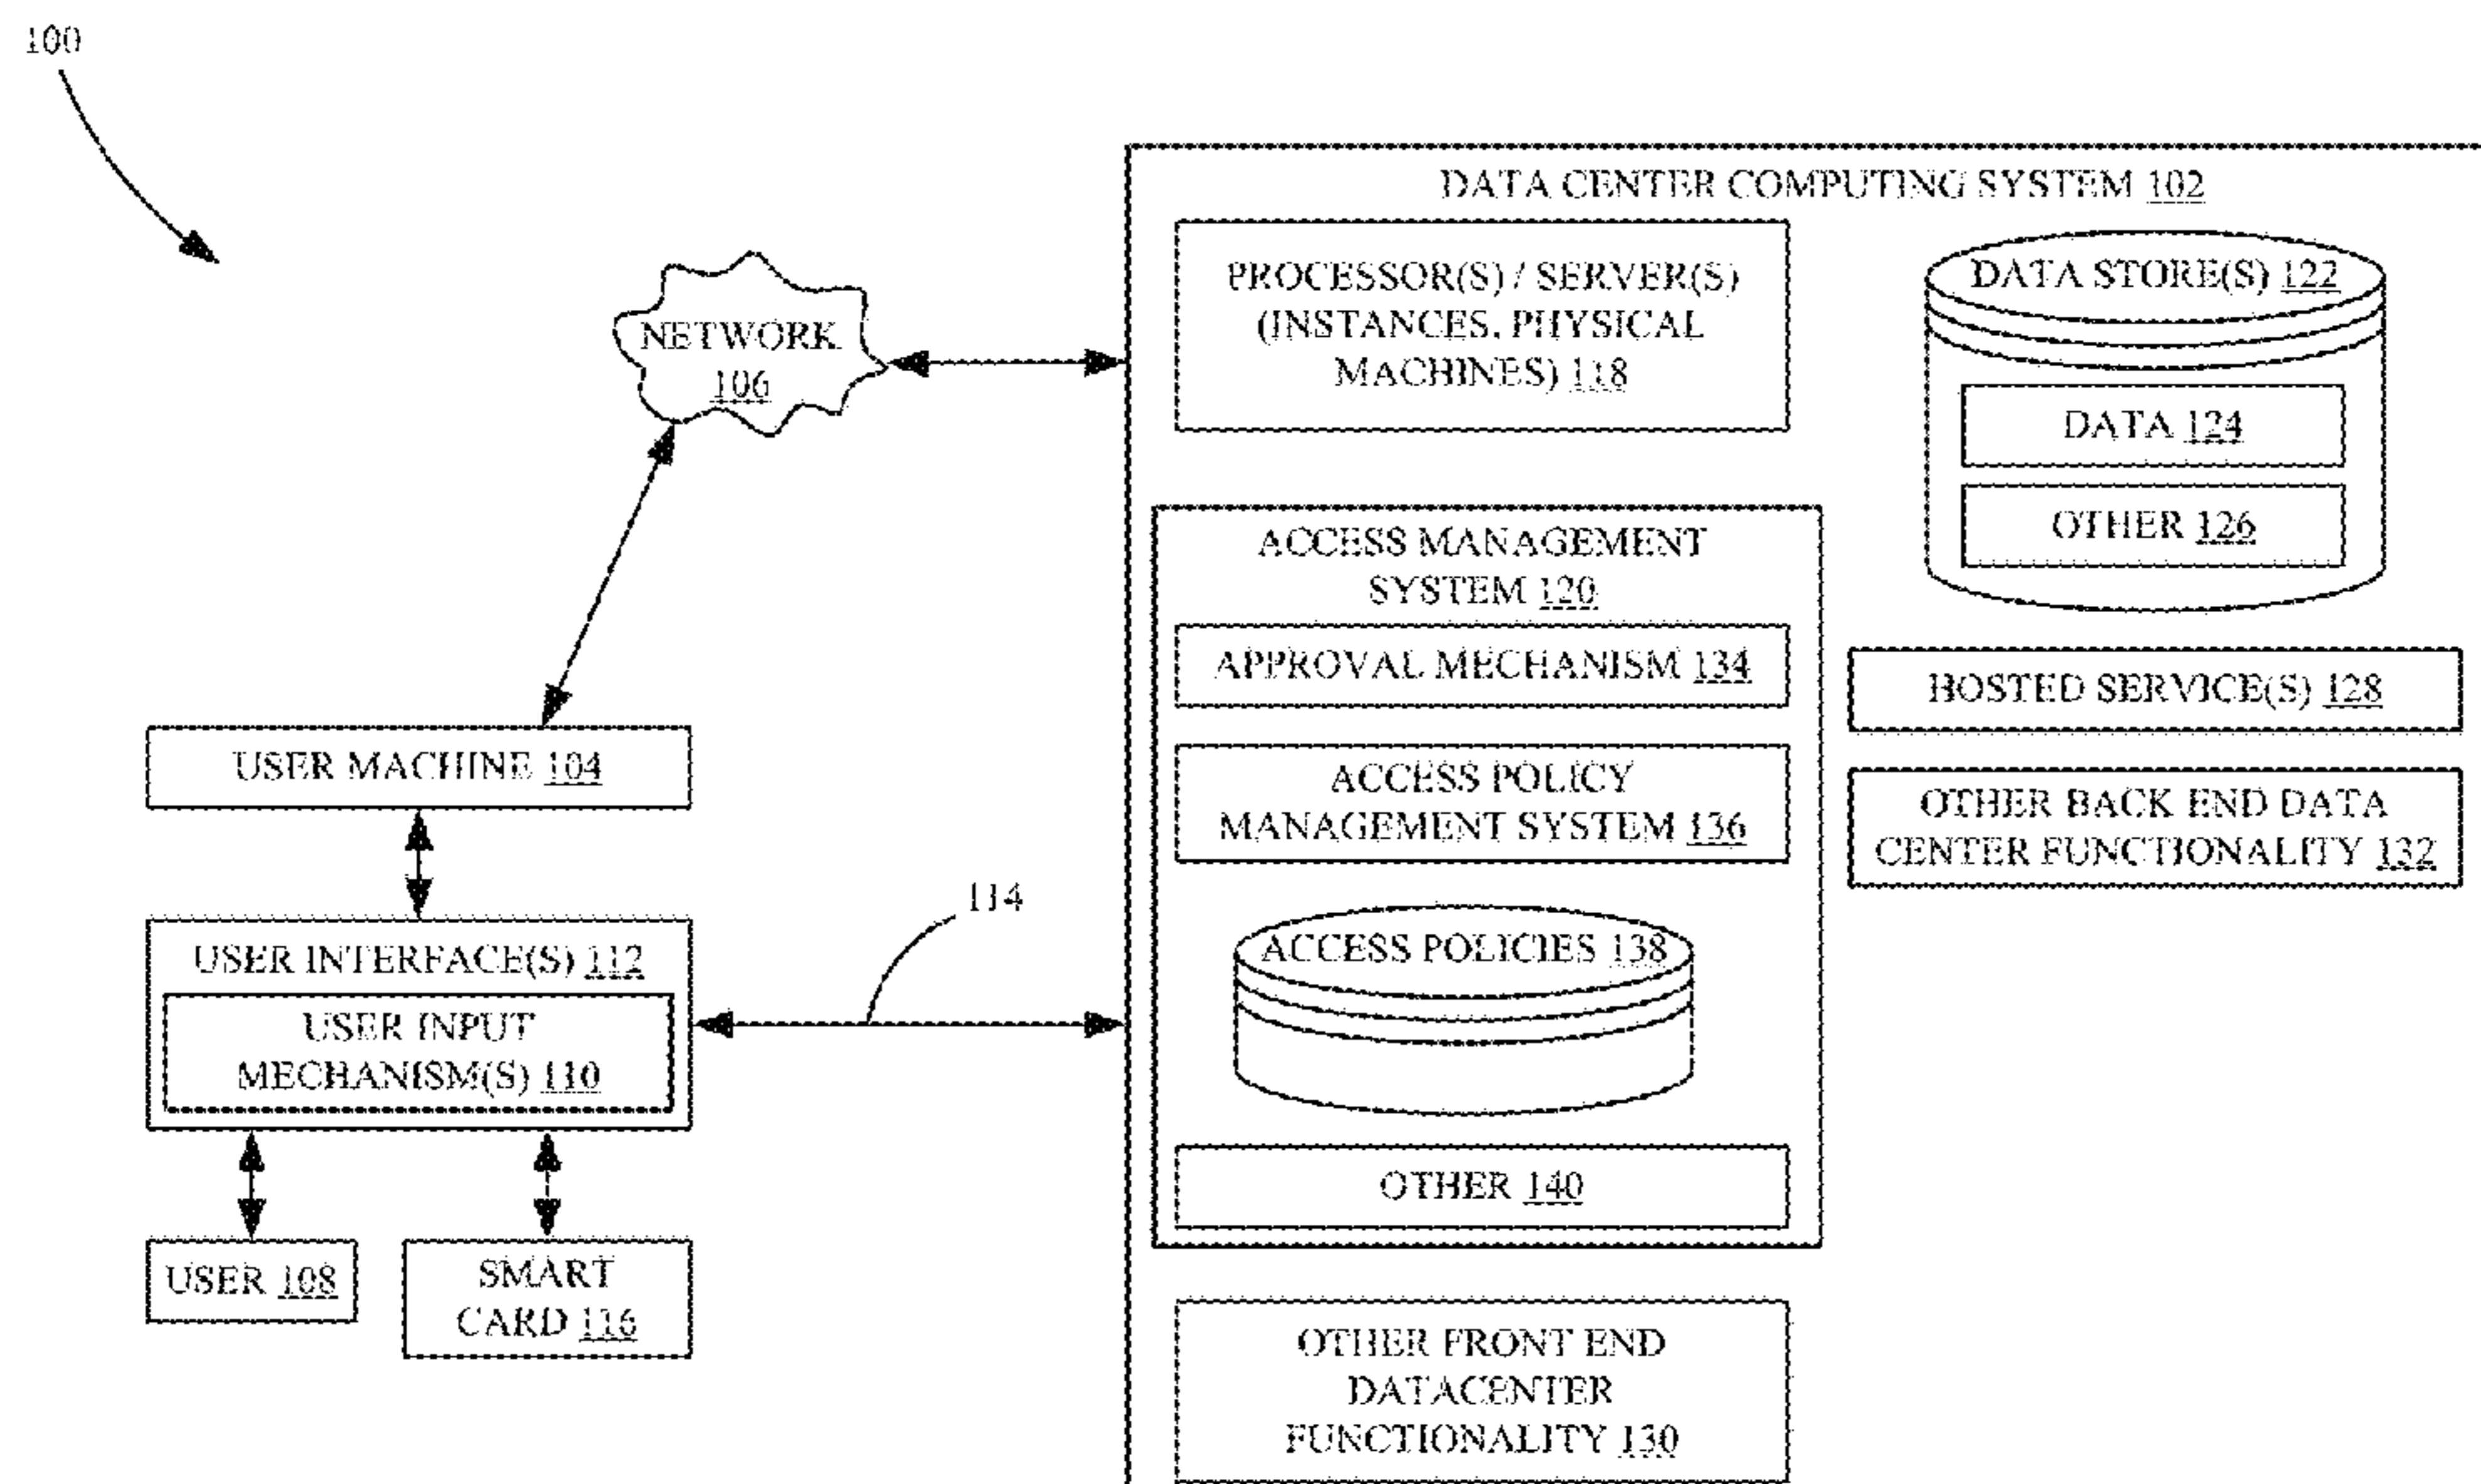 100
DATA CENTER COMPUTING SYSTEM 102
PROCESSOR(S) / SERVER(S)
(INSTANCES, PHYSICAL
MACHINES) 118
DATA STORE(S) 122
DATA 124
OTHER 126
NETWORK
106
ACCESS MANAGEMENT
SYSTEM 120
APPROVAL MECHANISM 134
HOSTED SERVICE(S) 128
USER MACHINE 104
ACCESS POLICY
MANAGEMENT SYSTEM 136
OTHER BACK END DATA
CENTER FUNCTIONALITY 132
114
USER INTERFACE(S) 112
USER INPUT
MECHANISM(S) 110
ACCESS POLICIES 138
OTHER 140
USER 108
SMART
CARD 116
OTHER FRONT END
DATACENTER
FUNCTIONALITY 130